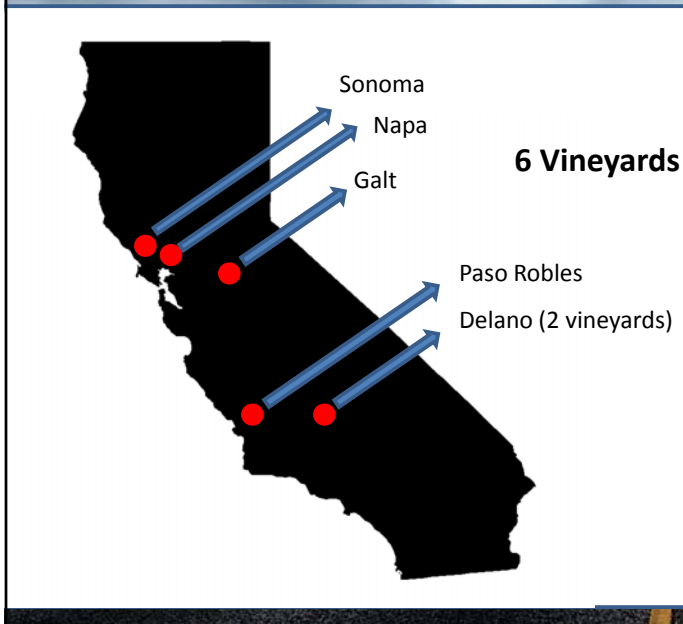 Sonoma
Napa
6 Vineyards
Galt
Paso Robles
Delano (2 vineyards)